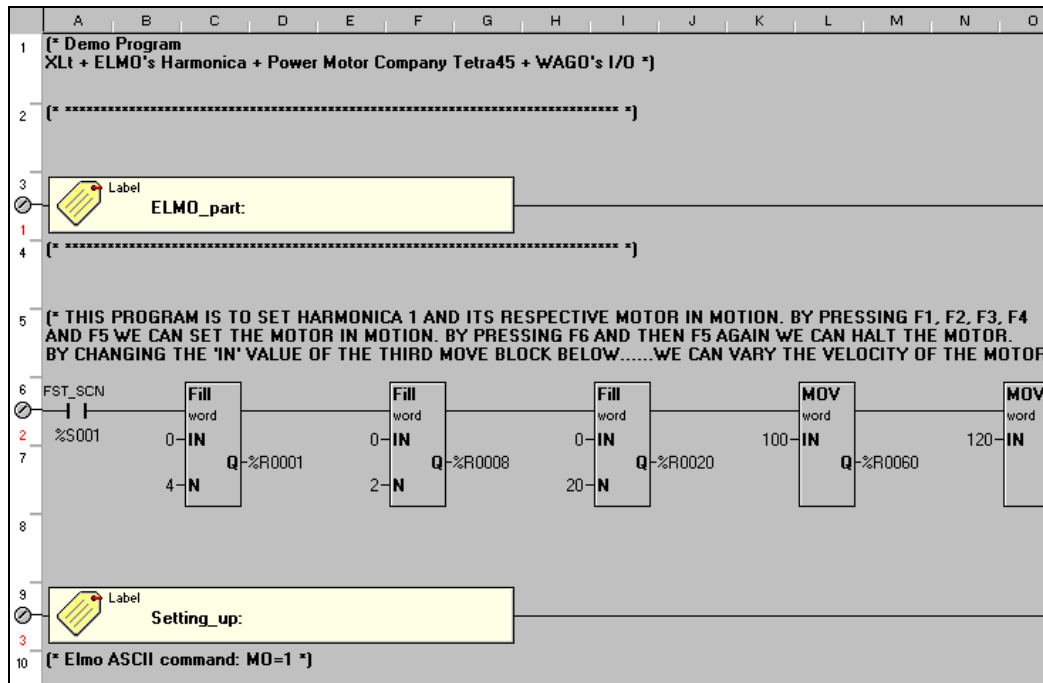 A B C D E F G H I J K L M N O
1 (* Demo Program
XLt + ELMO's Harmonica + Power Motor Company Tetra45 + WAGO's I/O *)
2 (* ******************************************************************************* *)
3 Label
ELMO_part:
1
4 (* ******************************************************************************* *)
5 (* THIS PROGRAM IS TO SET HARMONICA 1 AND ITS RESPECTIVE MOTOR IN MOTION. BY PRESSING F1, F2, F3, F4
AND F5 WE CAN SET THE MOTOR IN MOTION. BY PRESSING F6 AND THEN F5 AGAIN WE CAN HALT THE MOTOR.
BY CHANGING THE 'IN' VALUE OF THE THIRD MOVE BLOCK BELOW......WE CAN VARY THE VELOCITY OF THE MOTOR
6 FST_SCN Fill Fill Fill MOV MOV
word word word word word
2 %S001 0 IN 0 IN 0 IN 100 IN 120 IN
7 Q %R0001 Q %R0008 Q %R0020 Q %R0060
4 N 2 N 20 N
8
9 Label
Setting_up:
3
10 (* Elmo ASCII command: MO=1 *)